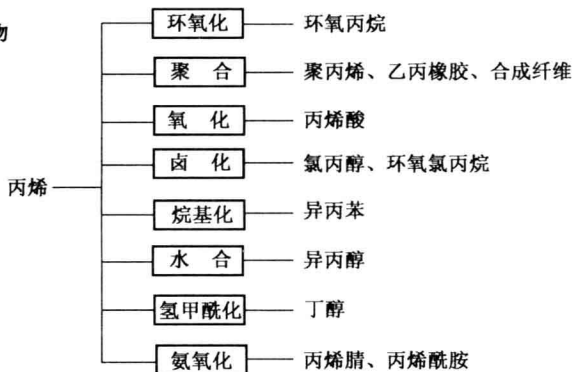 物
环氧化 环氧丙烷
聚合 聚丙烯、乙丙橡胶、合成纤维
氧化 丙烯酸
卤化 氯丙醇、环氧氯丙烷
丙烯
烷基化 异丙苯
水合 异丙醇
氢甲酰化 丁醇
氨氧化 丙烯腈、丙烯酰胺